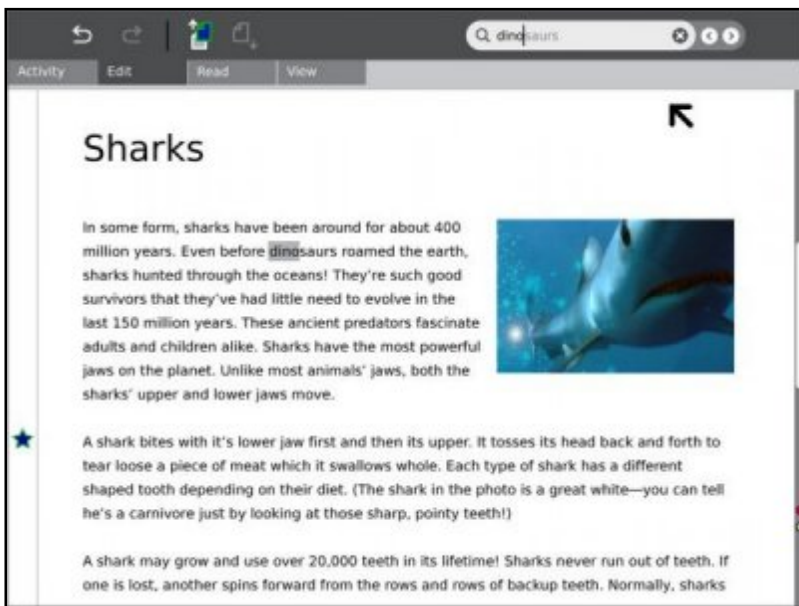 dinosaurs
Activity Edit Read View
Sharks
In some form, sharks have been around for about 400
million years. Even before dinosaurs roamed the earth,
sharks hunted through the oceans! They're such good
survivors that they've had little need to evolve in the
last 150 million years. These ancient predators fascinate
adults and children alike. Sharks have the most powerful
jaws on the planet. Unlike most animals' jaws, both the
sharks' upper and lower jaws move.
A shark bites with it's lower jaw first and then its upper. It tosses its head back and forth to
tear loose a piece of meat which it swallows whole. Each type of shark has a different
shaped tooth depending on their diet. (The shark in the photo is a great white—you can tell
he's a carnivore just by looking at those sharp, pointy teeth!)
A shark may grow and use over 20,000 teeth in its lifetime! Sharks never run out of teeth. If
one is lost, another spins forward from the rows and rows of backup teeth. Normally, sharks